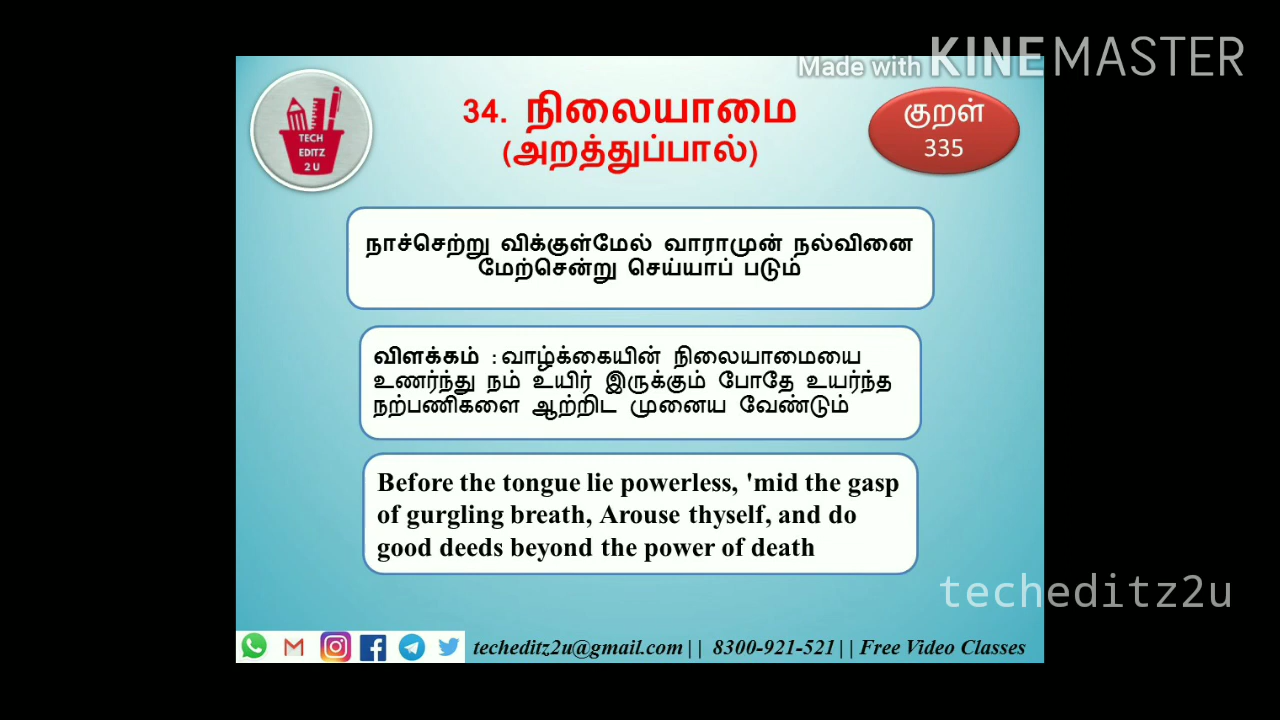 Made with KINEMASTER
TECH
EDITZ
2 U
34. நிலையாமை
(அறத்துப்பால்)
குறள்
335
நாச்செற்று விக்குள்மேல் வாராமுன் நல்வினை
மேற்சென்று செய்யாப் படும்
விளக்கம் :வாழ்க்கையின் நிலையாமையை
உணர்ந்து நம் உயிர் இருக்கும் போதே உயர்ந்த
நற்பணிகளை ஆற்றிட முனைய வேண்டும்
Before the tongue lie powerless, 'mid the gasp
of gurgling breath, Arouse thyself, and do
good deeds beyond the power of death
techeditz2u
techeditz2u@gmail.com || 8300-921-521 || Free Video Classes